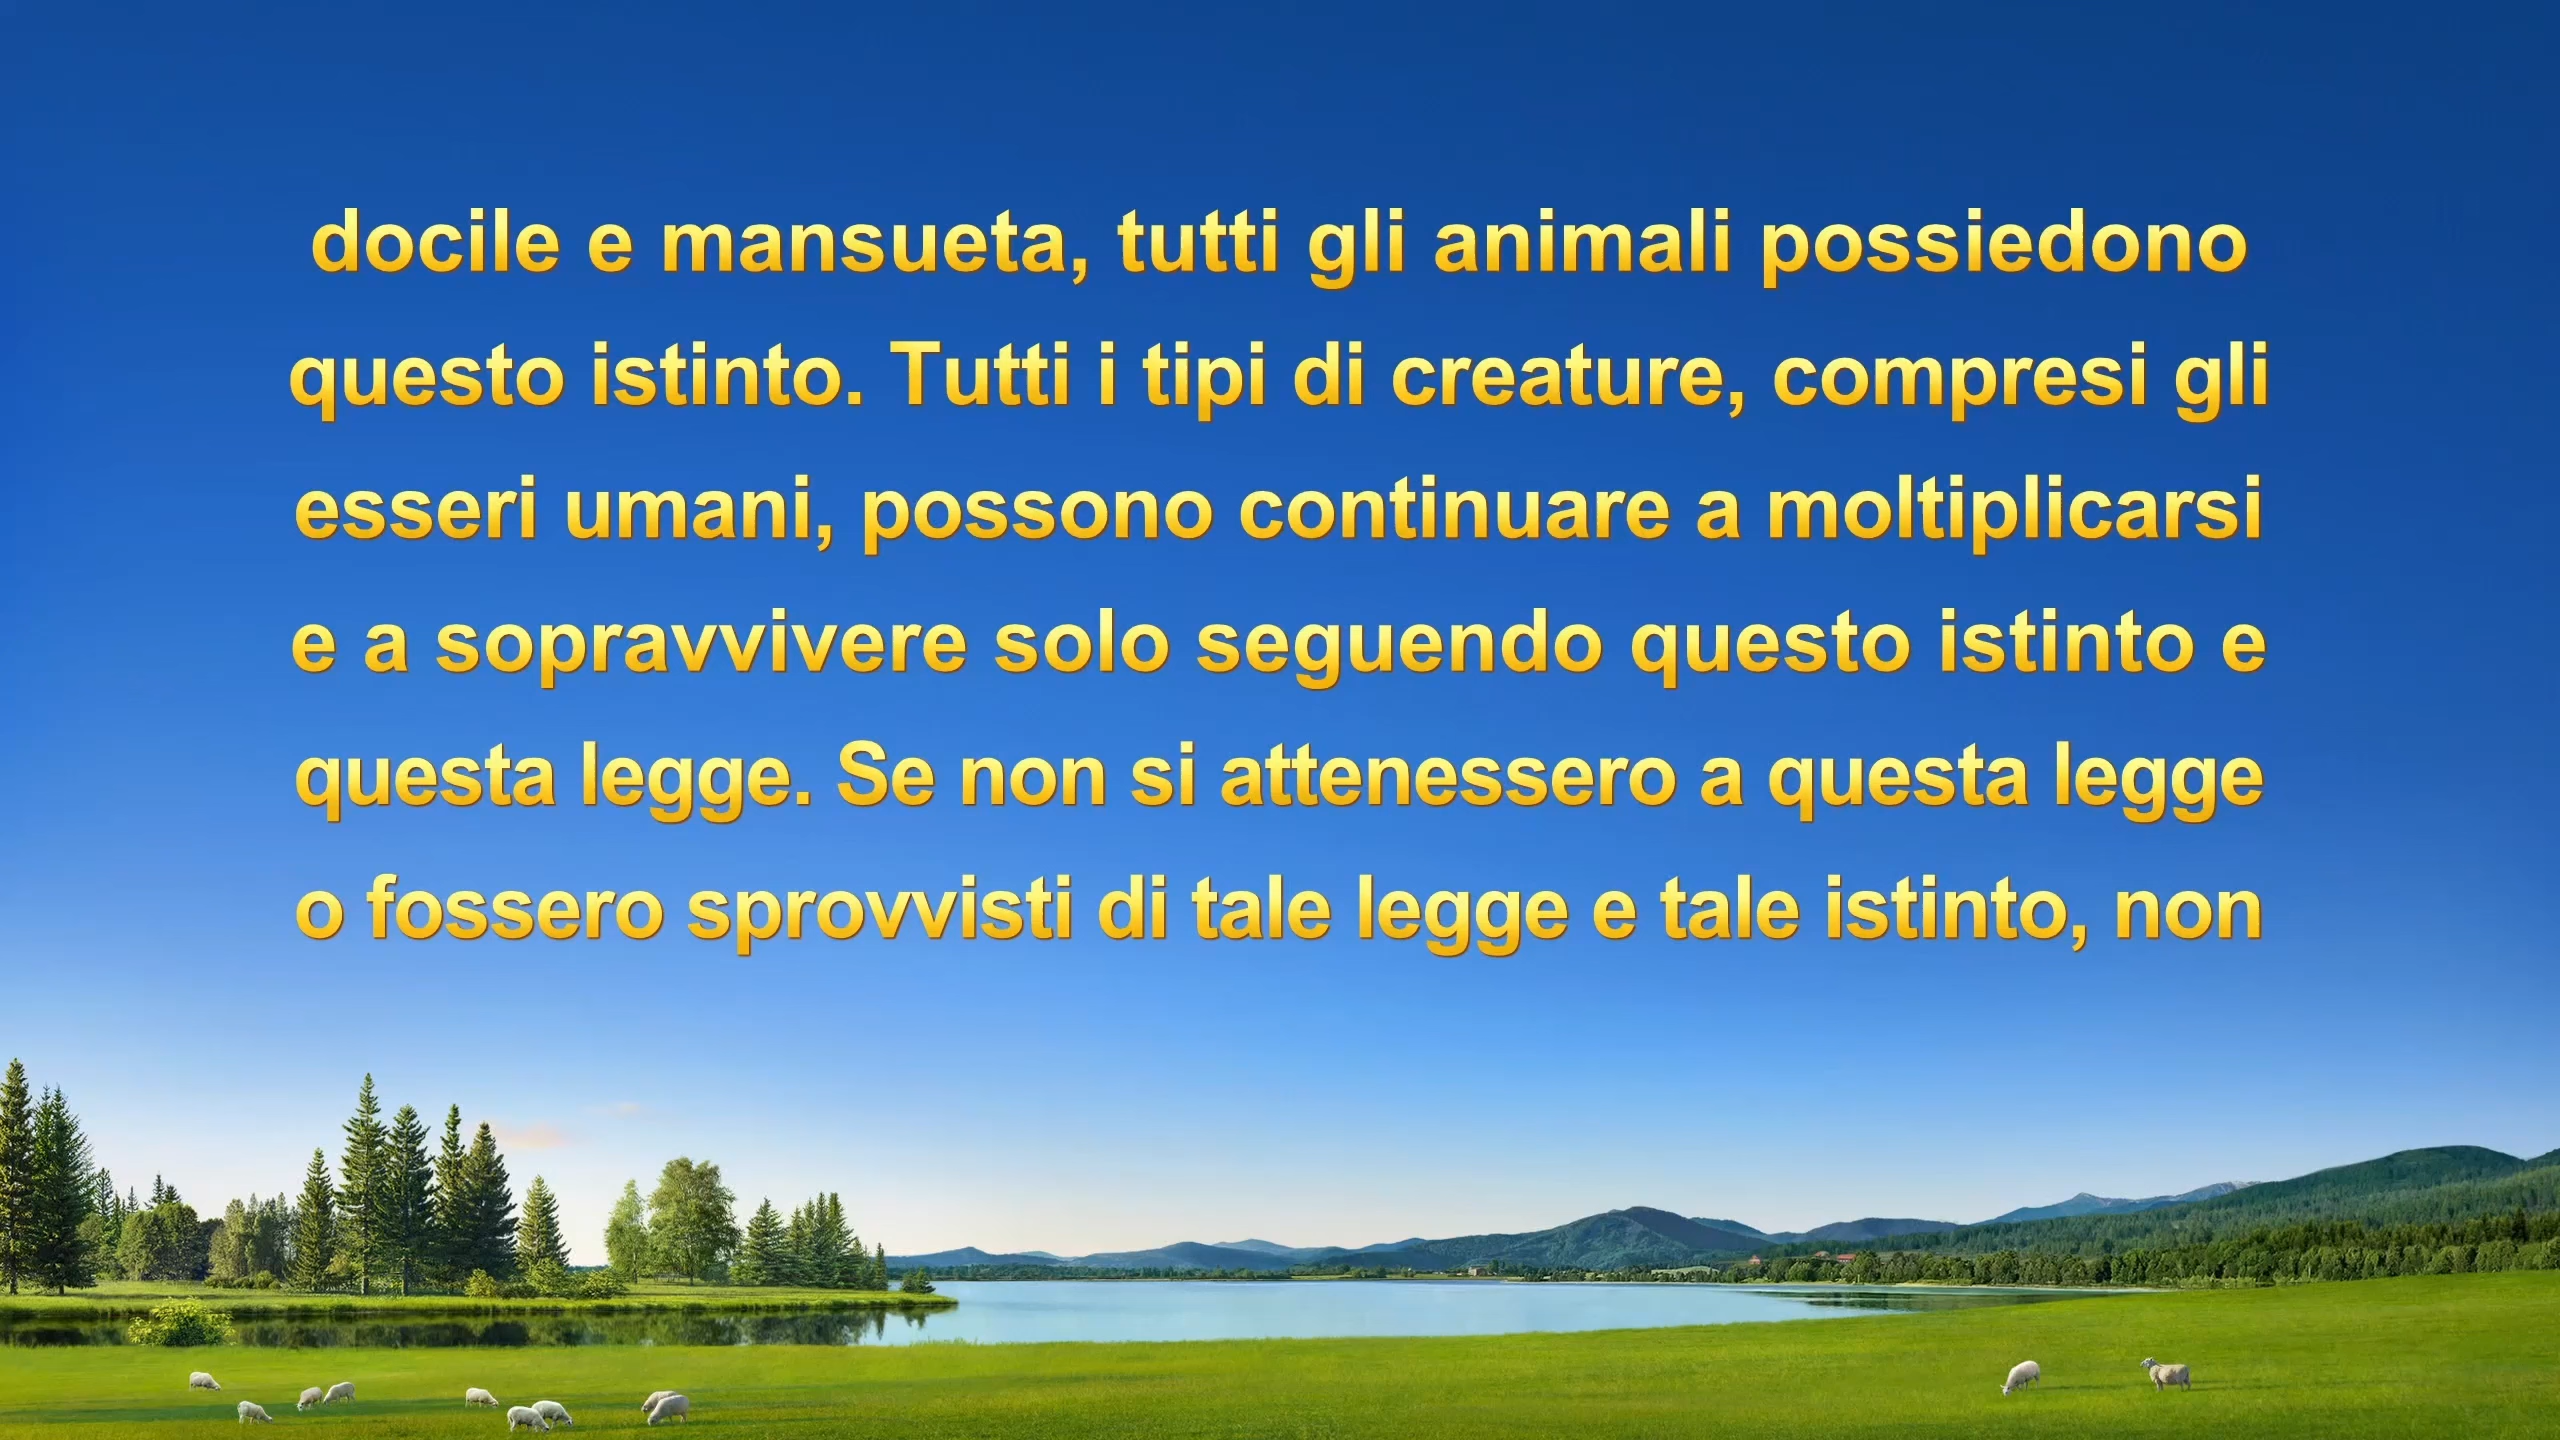 docile e mansueta, tutti gli animali possiedono
questo istinto. Tutti i tipi di creature, compresi gli
esseri umani, possono continuare a moltiplicarsi
e a sopravvivere solo seguendo questo istinto e
questa legge. Se non si attenessero a questa legge
o fossero sprovvisti di tale legge e tale istinto, non